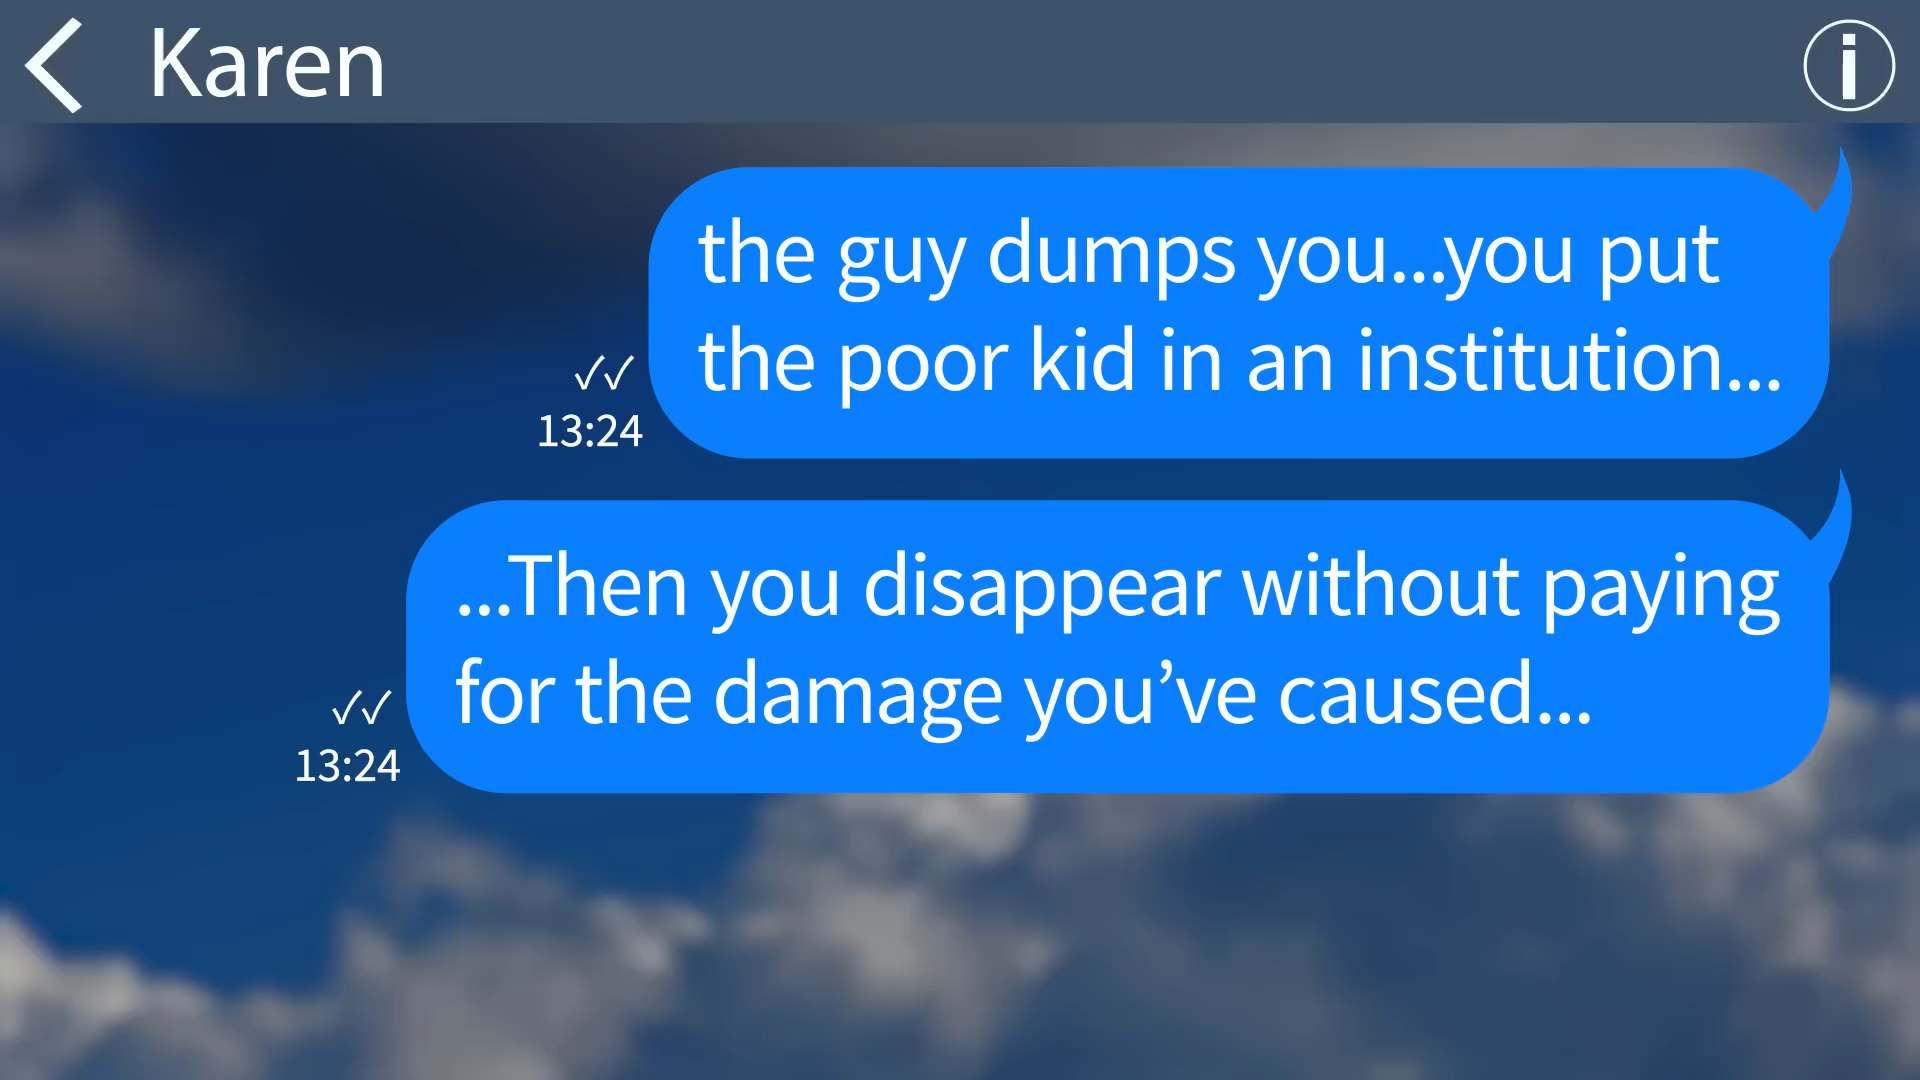 Karen
the guy dumps you...you put
the poor kid in an institution...
✓✓
13:24
...Then you disappear without paying
for the damage you’ve caused...
✓✓
13:24